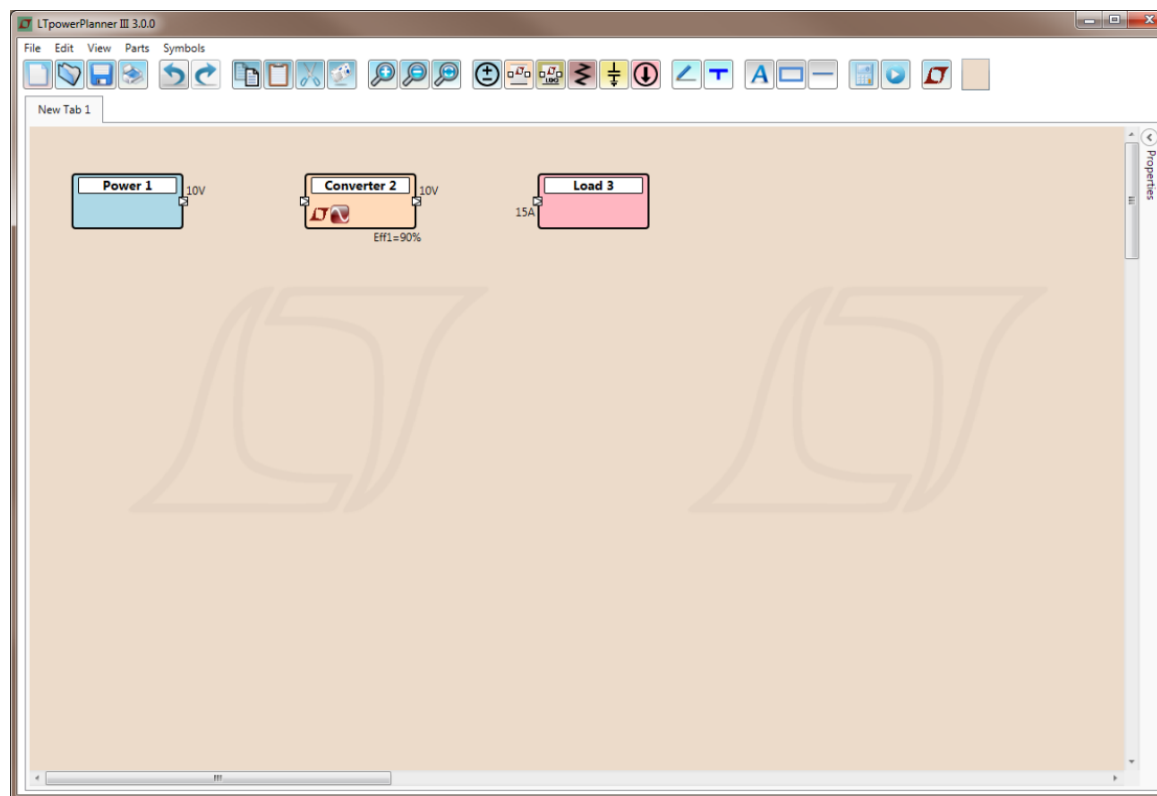 LTpowerPlanner III 3.0.0
File Edit View Parts Symbols
A
New Tab 1
Properties
Power 1
10V
Converter 2
10V
Eff1=90%
Load 3
15A